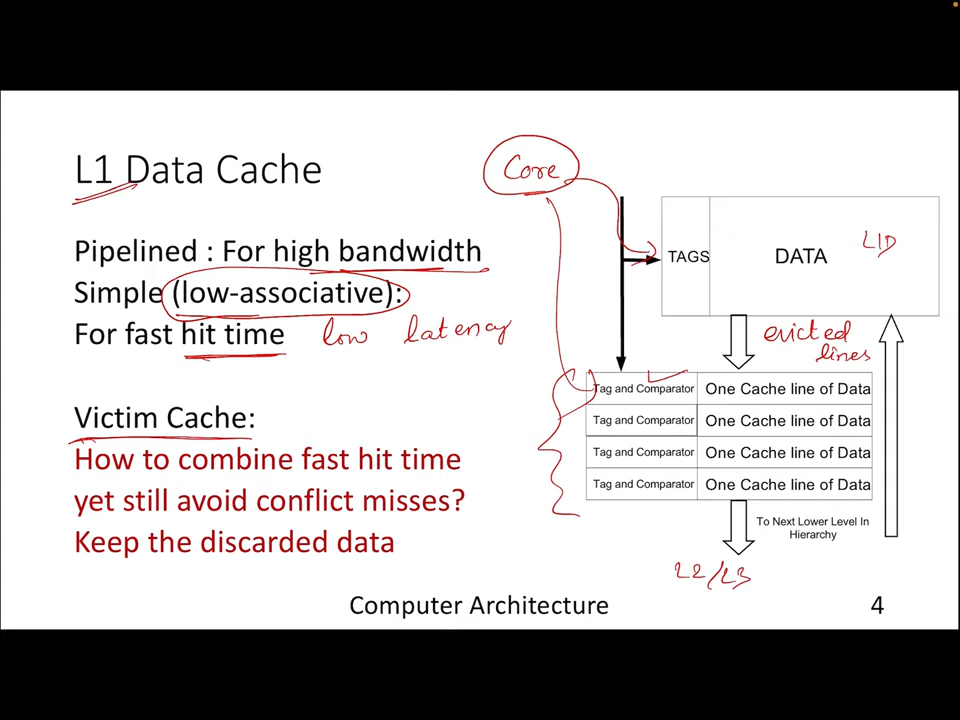 L1 Data Cache
Pipelined : For high bandwidth
Simple (low-associative):
For fast hit time low latency
Victim Cache:
How to combine fast hit time
yet still avoid conflict misses?
Keep the discarded data
Core
TAGS DATA L1D
evicted
lines
Tag and Comparator One Cache line of Data
Tag and Comparator One Cache line of Data
Tag and Comparator One Cache line of Data
Tag and Comparator One Cache line of Data
To Next Lower Level In
Hierarchy
L2/L3
Computer Architecture 4